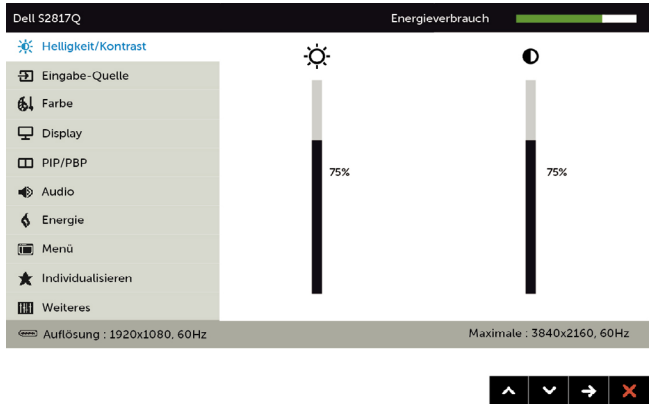 Dell S2817Q Energieverbrauch
Helligkeit/Kontrast
Eingabe-Quelle
Farbe
Display
PIP/PBP
75% 75%
Audio
Energie
Menü
Individualisieren
Weiteres
Auflösung : 1920x1080, 60Hz Maximale : 3840x2160, 60Hz